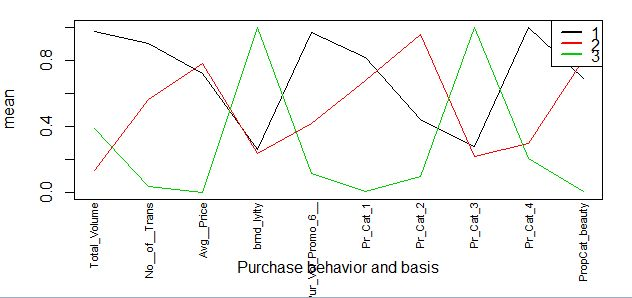 1
2
3
mean
0.8
0.4
0.0
Total_Volume
No__of__Trans
Avg__Price
brnd_lylty
Pur_Vol_Promo_6__
Pr_Cat_1
Pr_Cat_2
Pr_Cat_3
Pr_Cat_4
PropCat_beauty
Purchase behavior and basis